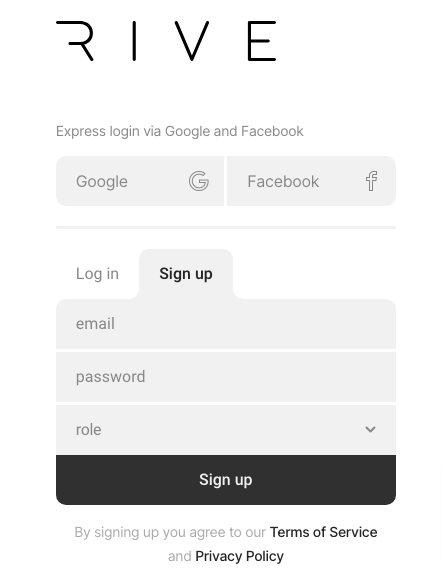 RIVE
Express login via Google and Facebook
Google
Facebook
Log in
Sign up
email
password
role
Sign up
By signing up you agree to our Terms of Service
and Privacy Policy